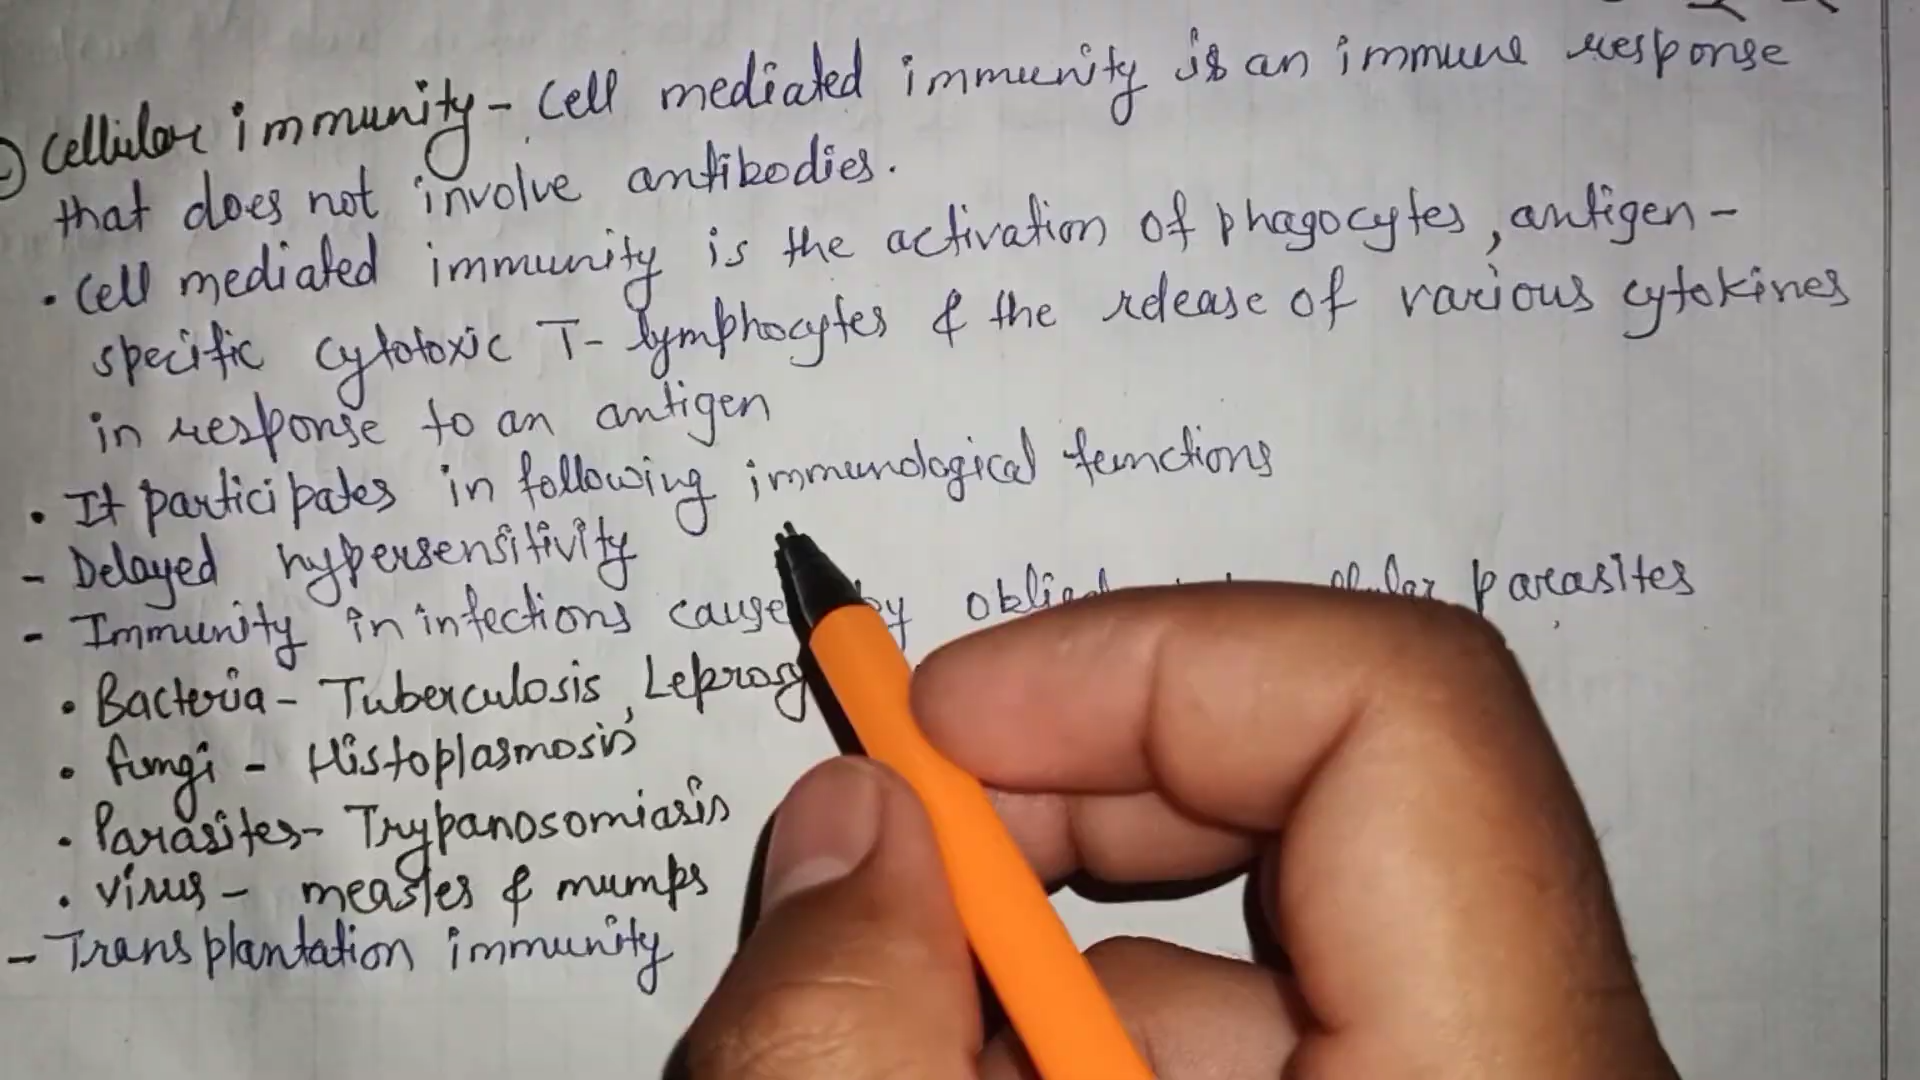 Cellular immunity - Cell mediated immunity is an immune response
that does not involve antibodies.
• Cell mediated immunity is the activation of phagocytes, antigen-
specific cytotoxic T-lymphocytes & the release of various cytokines
in response to an antigen
• It participates in following immunological functions
- Delayed hypersensitivity
- Immunity in infections caused by parasites
• Bacteria - Tuberculosis, Leprosy
• fungi - Histoplasmosis
• Parasites - Trypanosomiasis
• virus - measles & mumps
- Transplantation immunity